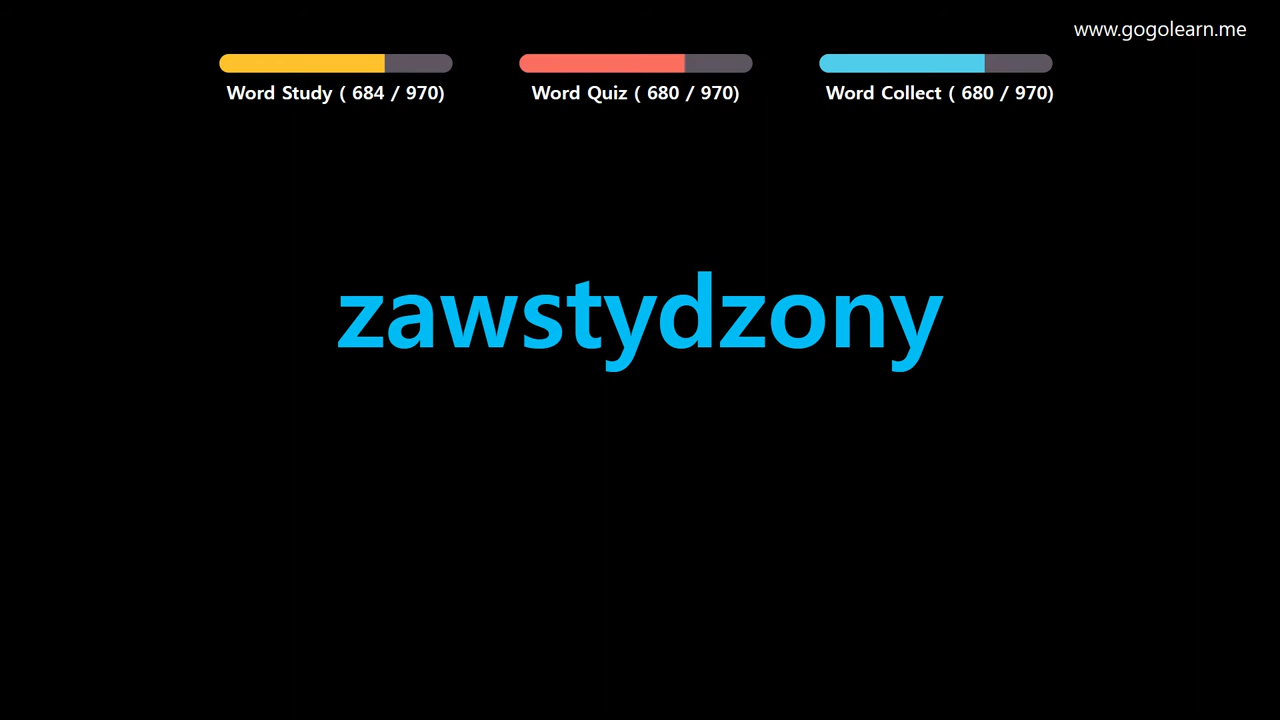 www.gogolearn.me
Word Study ( 684 / 970)
Word Quiz ( 680 / 970)
Word Collect ( 680 / 970)
zawstydzony